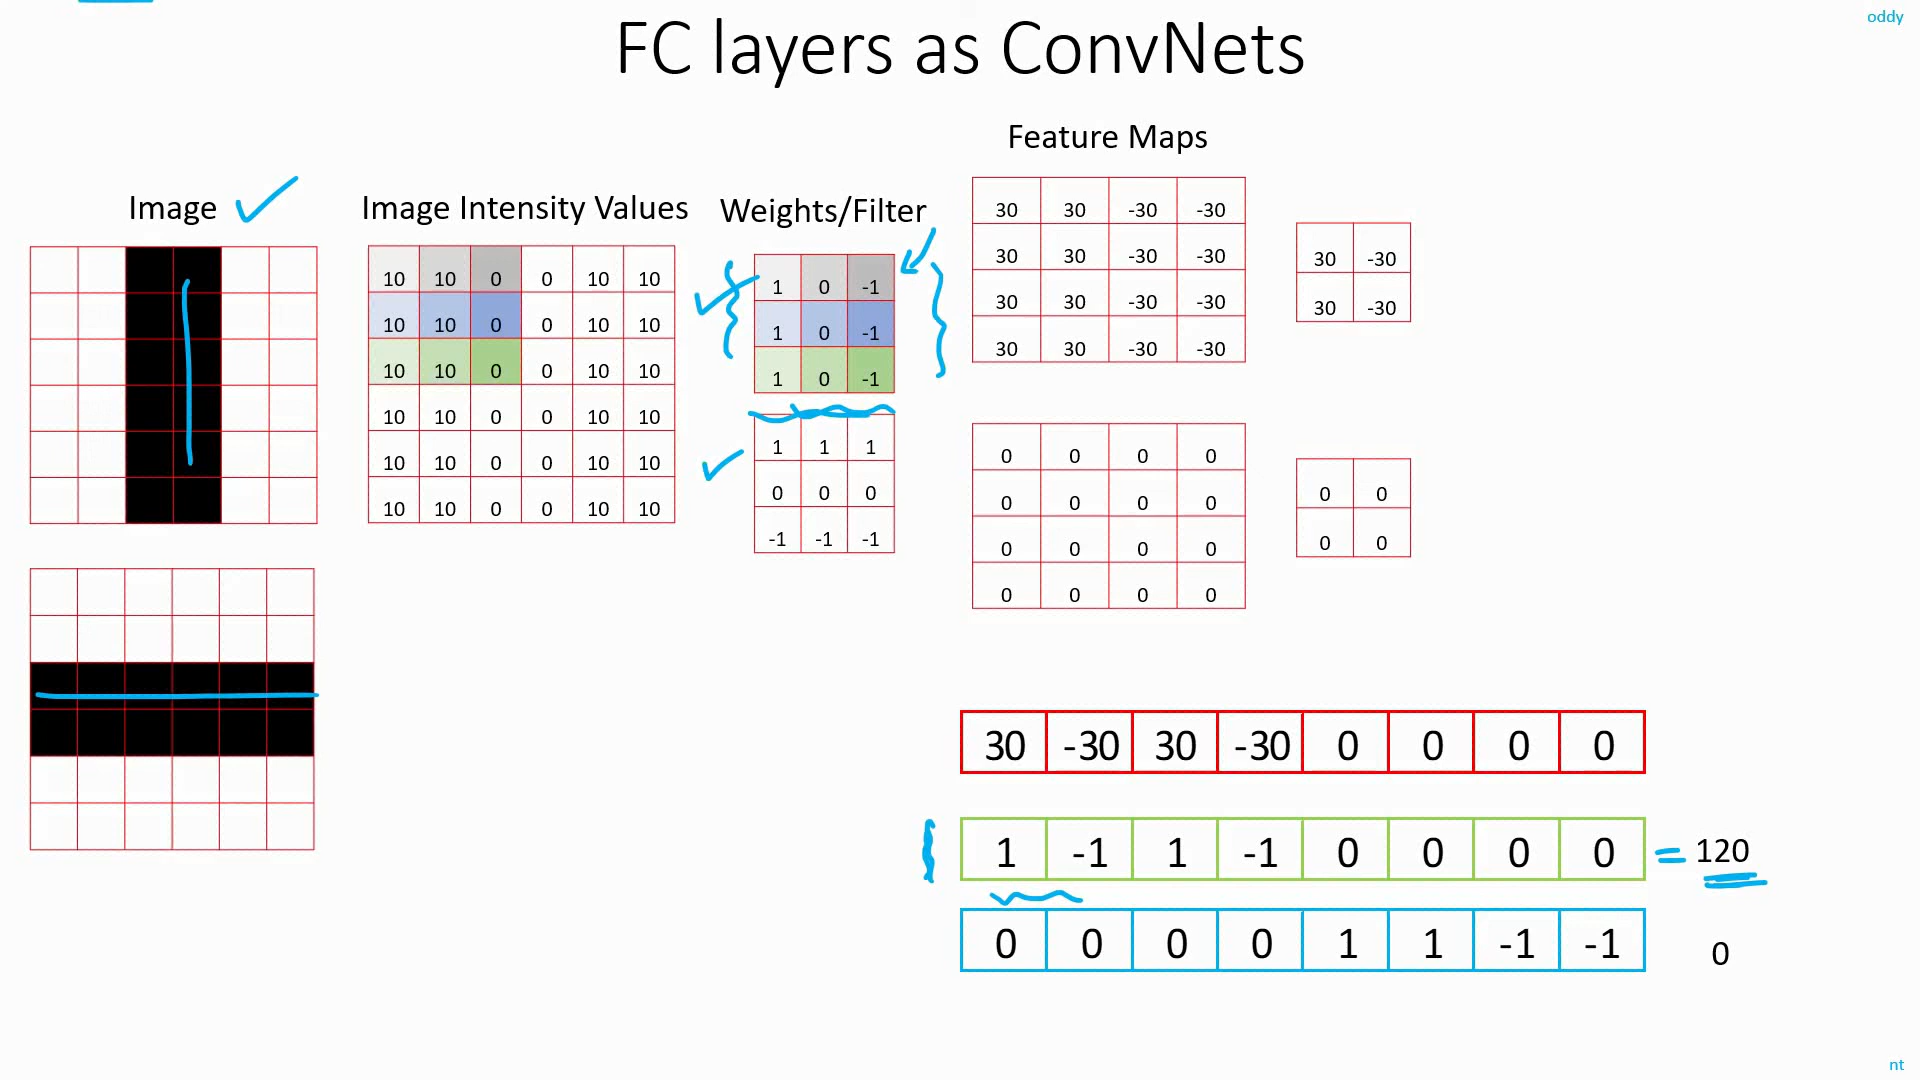 oddy
FC layers as ConvNets
Feature Maps
Image
Image Intensity Values
Weights/Filter
10 10 0 0 10 10
10 10 0 0 10 10
10 10 0 0 10 10
10 10 0 0 10 10
10 10 0 0 10 10
10 10 0 0 10 10
1 0 -1
1 0 -1
1 0 -1
1 1 1
0 0 0
-1 -1 -1
30 30 -30 -30
30 30 -30 -30
30 30 -30 -30
30 30 -30 -30
30 -30
30 -30
0 0 0 0
0 0 0 0
0 0 0 0
0 0 0 0
0 0
0 0
30 -30 30 -30 0 0 0 0
1 -1 1 -1 0 0 0 0 = 120
0 0 0 0 1 1 -1 -1 0
nt